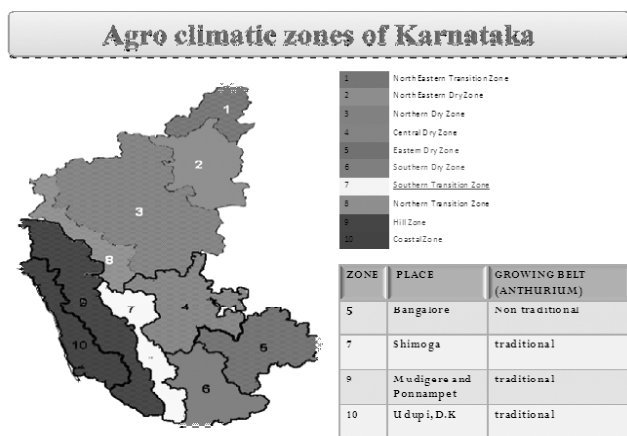 Agro climatic zones of Karnataka
1 North Eastern Transition Zone
2 North Eastern Dry Zone
3 Northern Dry Zone
4 Central Dry Zone
5 Eastern Dry Zone
6 Southern Dry Zone
7 Southern Transition Zone
8 Northern Transition Zone
9 Hill Zone
10 Coastal Zone
1
2
3
8
9
7
4
10
5
6
ZONE PLACE GROWING BELT (ANTHURIUM)
5 Bangalore Non traditional
7 Shimoga traditional
9 Mudigere and Ponnampet traditional
10 Udupi, D.K traditional